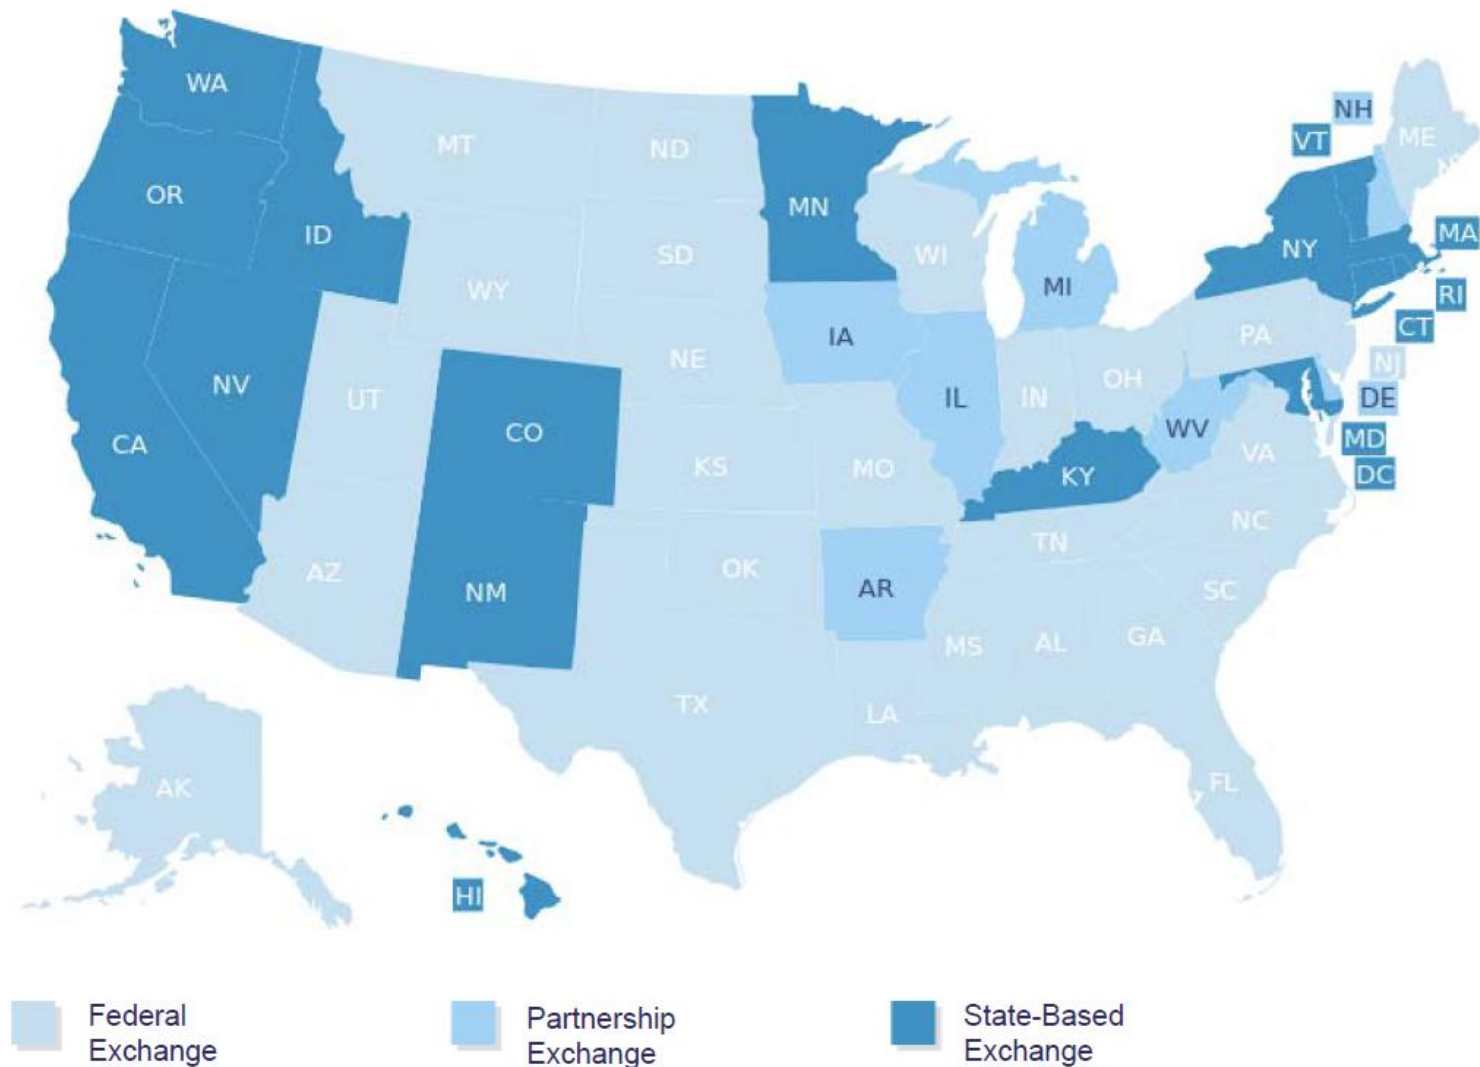 WA
NH
VT
ME
MT
ND
OR
MN
MA
ID
NY
WI
SD
WY
MI
RI
CT
IA
PA
NE
NJ
NV
UT
OH
IN
IL
DE
CO
WV
MD
CA
VA
KS
MO
DC
KY
NC
TN
AZ
OK
AR
NM
SC
GA
MS
AL
TX
LA
FL
AK
HI
Federal
Exchange
Partnership
Exchange
State-Based
Exchange